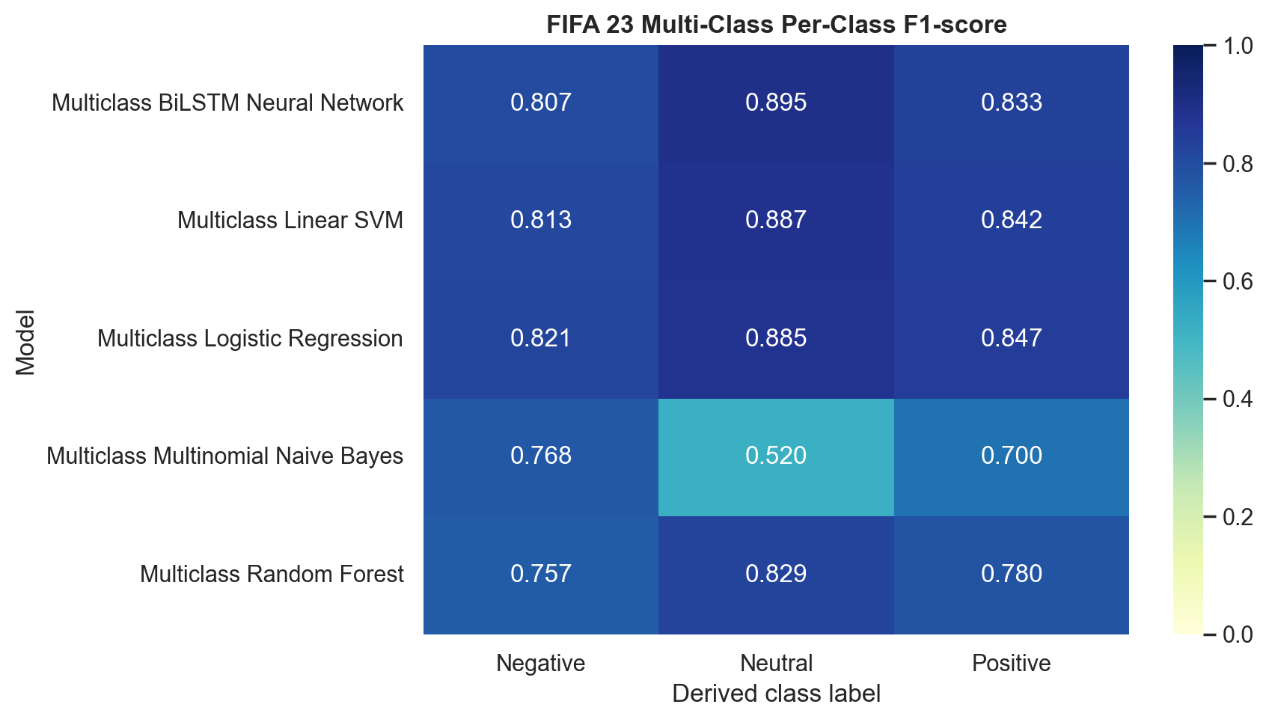 FIFA 23 Multi-Class Per-Class F1-score
Model
Multiclass BiLSTM Neural Network 0.807 0.895 0.833
Multiclass Linear SVM 0.813 0.887 0.842
Multiclass Logistic Regression 0.821 0.885 0.847
Multiclass Multinomial Naive Bayes 0.768 0.520 0.700
Multiclass Random Forest 0.757 0.829 0.780
Negative Neutral Positive
Derived class label
1.0
0.8
0.6
0.4
0.2
0.0